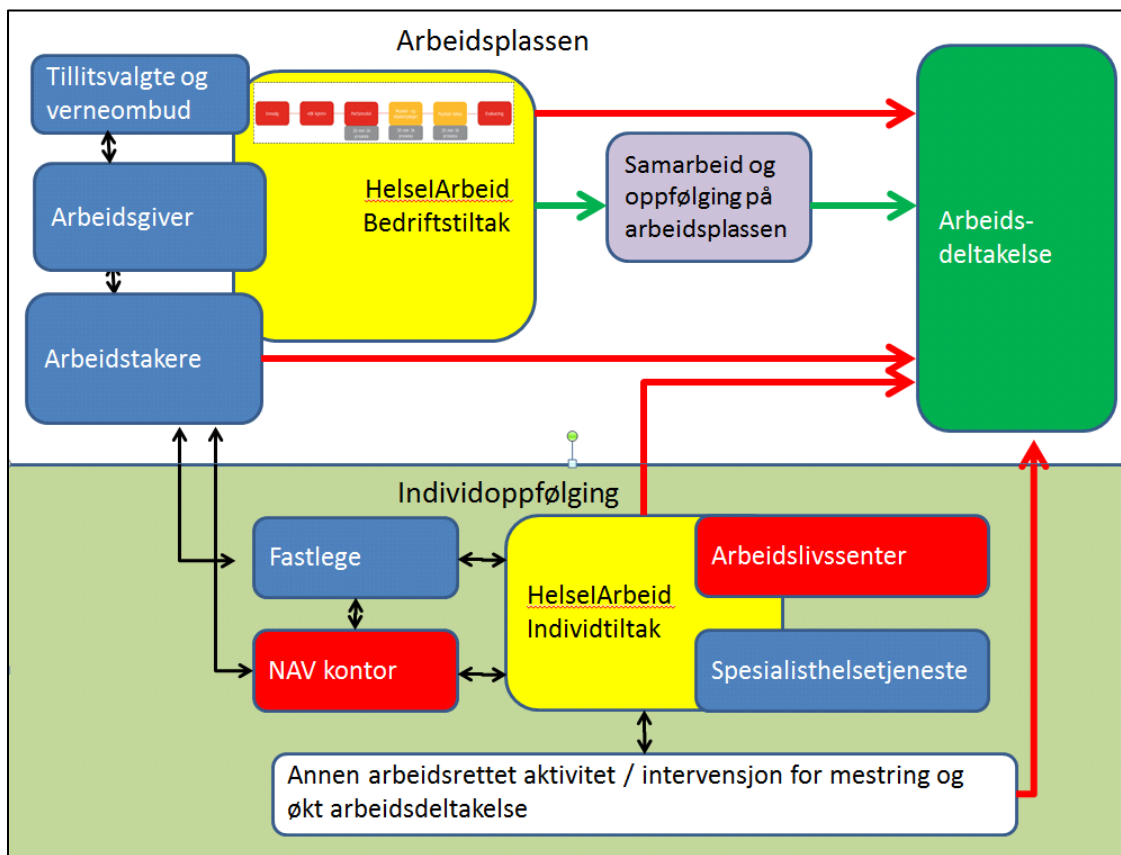 Arbeidsplassen
Tillitsvalgte og
verneombud
Arbeidsgiver
Arbeidstakere
Evaluering
HelseIArbeid
Bedriftstiltak
Samarbeid og
oppfølging på
arbeidsplassen
Arbeids-
deltakelse
Individoppfølging
Fastlege
NAV kontor
HelseIArbeid
Individtiltak
Arbeidslivssenter
Spesialisthelsetjeneste
Annen arbeidsrettet aktivitet / intervensjon for mestring og
økt arbeidsdeltakelse